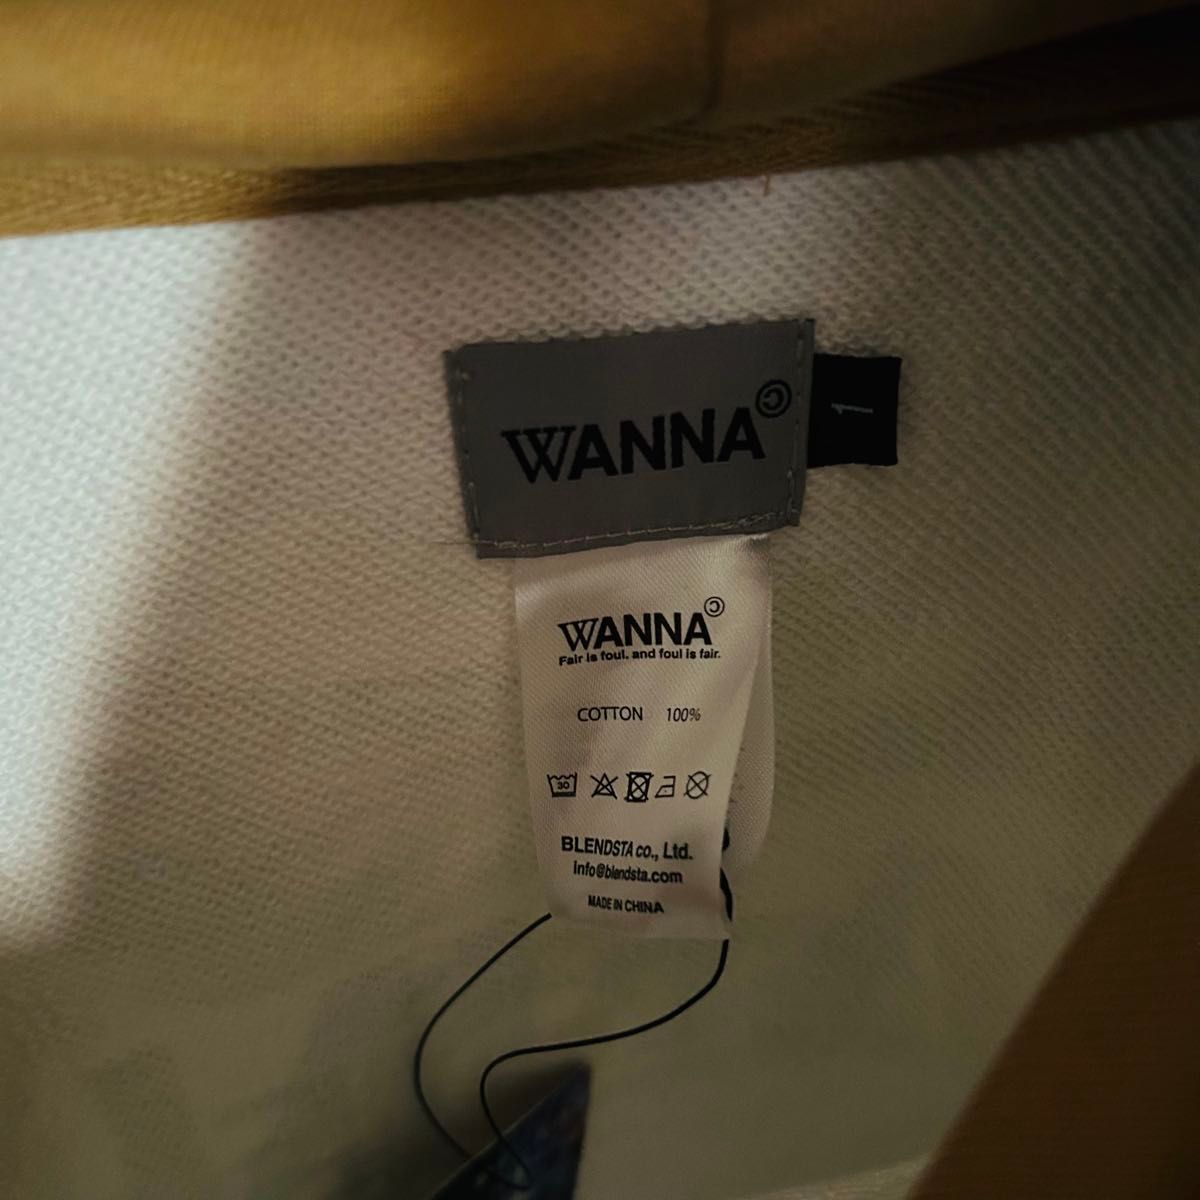 WANNA©
1
WANNA©
Fair is foul. and foul is fair.
COTTON 100%
30
BLENDSTA co., Ltd.
info@blendsta.com
MADE IN CHINA